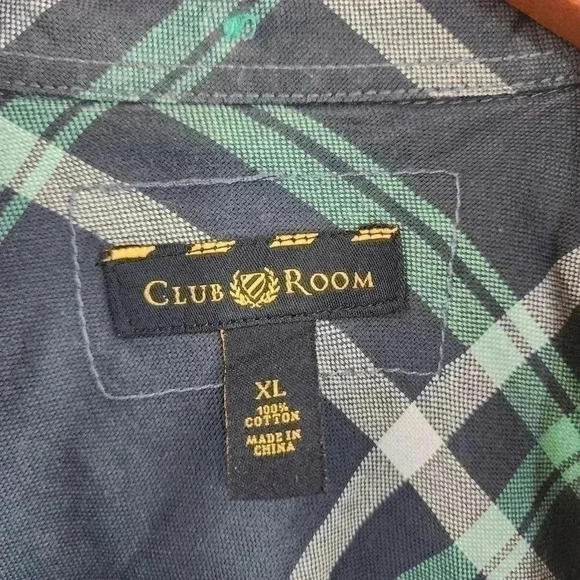 CLUB ROOM
XL
100%
COTTON
MADE IN
CHINA